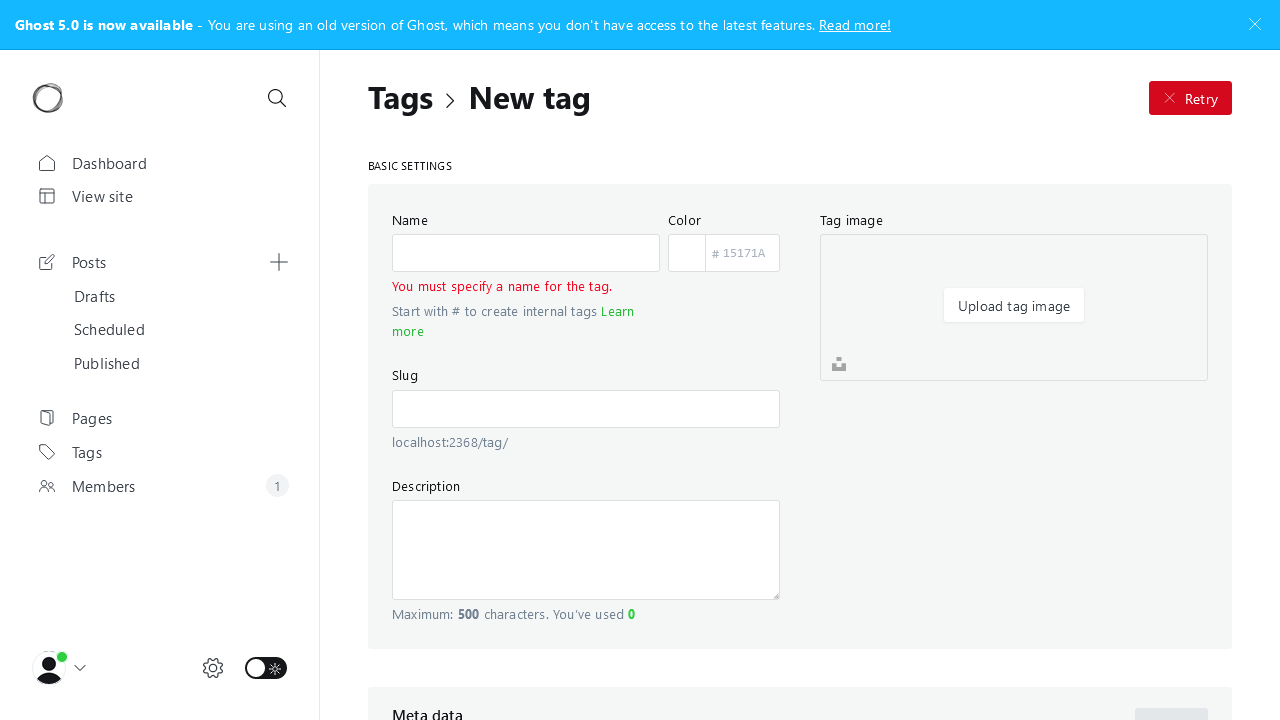 Ghost 5.0 is now available - You are using an old version of Ghost, which means you don't have access to the latest features. Read more!
Dashboard
View site
Posts
Drafts
Scheduled
Published
Pages
Tags
Members 1
Tags > New tag
Retry
BASIC SETTINGS
Name
Color
# 15171A
You must specify a name for the tag.
Start with # to create internal tags Learn
more
Slug
localhost:2368/tag/
Description
Maximum: 500 characters. You've used 0
Tag image
Upload tag image
Meta data